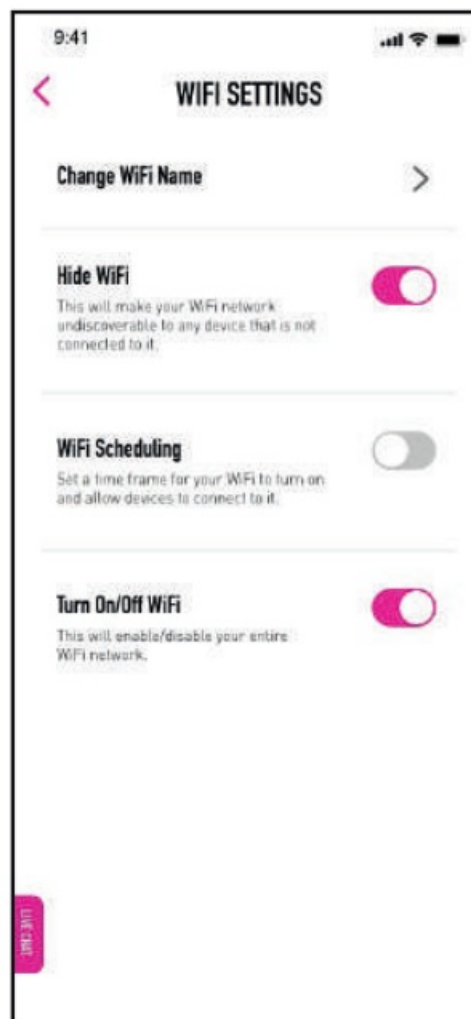 9:41
WIFI SETTINGS
Change WiFi Name
Hide WiFi
This will make your WiFi network
undiscoverable to any device that is not
connected to it.
WiFi Scheduling
Set a time frame for your WiFi to turn on
and allow devices to connect to it.
Turn On/Off WiFi
This will enable/disable your entire
WiFi network.
LIVE CHAT